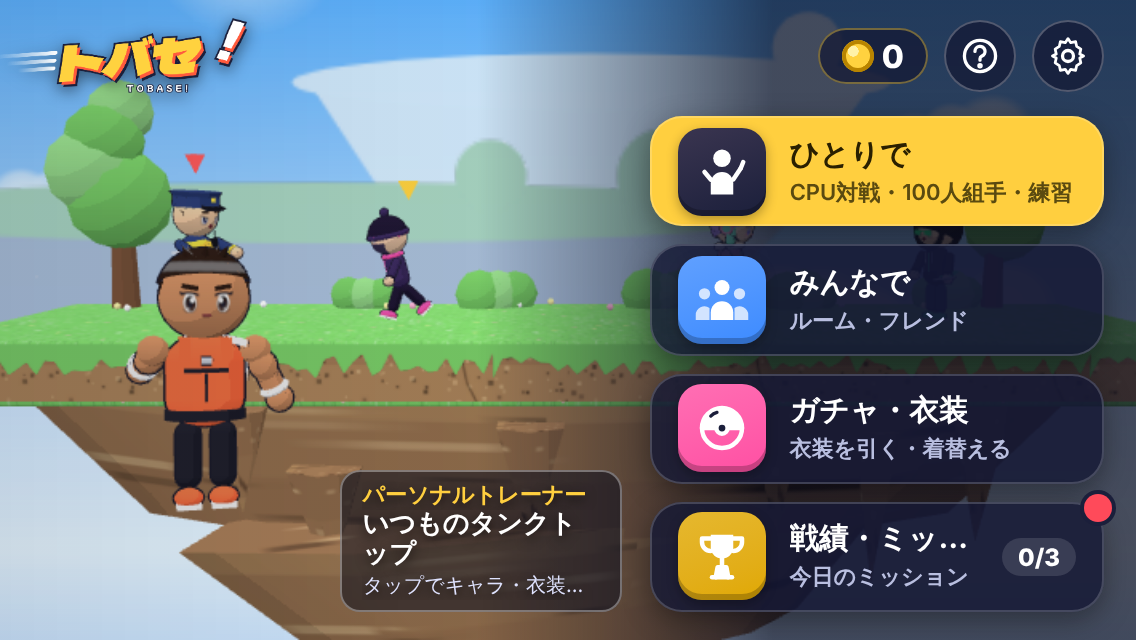 トバセ!
TOBASE!
0
ひとりで
CPU対戦・100人組手・練習
みんなで
ルーム・フレンド
ガチャ・衣装
衣装を引く・着替える
パーソナルトレーナー
いつものタンクト
ップ
タップでキャラ・衣装…
戦績・ミッ…
今日のミッション
0/3